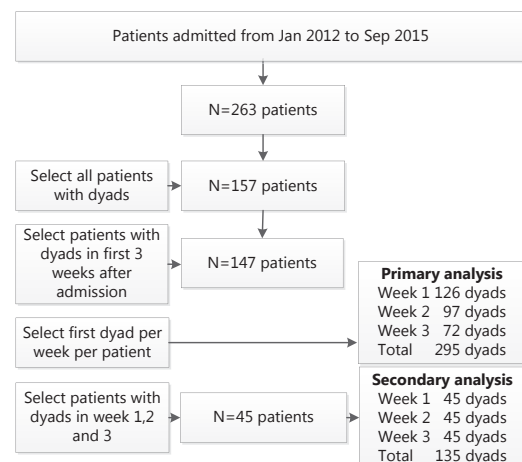 Patients admitted from Jan 2012 to Sep 2015
N=263 patients
Select all patients
with dyads
N=157 patients
Select patients with
dyads in first 3
weeks after
admission
N=147 patients
Select first dyad per
week per patient
Primary analysis
Week 1 126 dyads
Week 2 97 dyads
Week 3 72 dyads
Total 295 dyads
Select patients with
dyads in week 1,2
and 3
N=45 patients
Secondary analysis
Week 1 45 dyads
Week 2 45 dyads
Week 3 45 dyads
Total 135 dyads